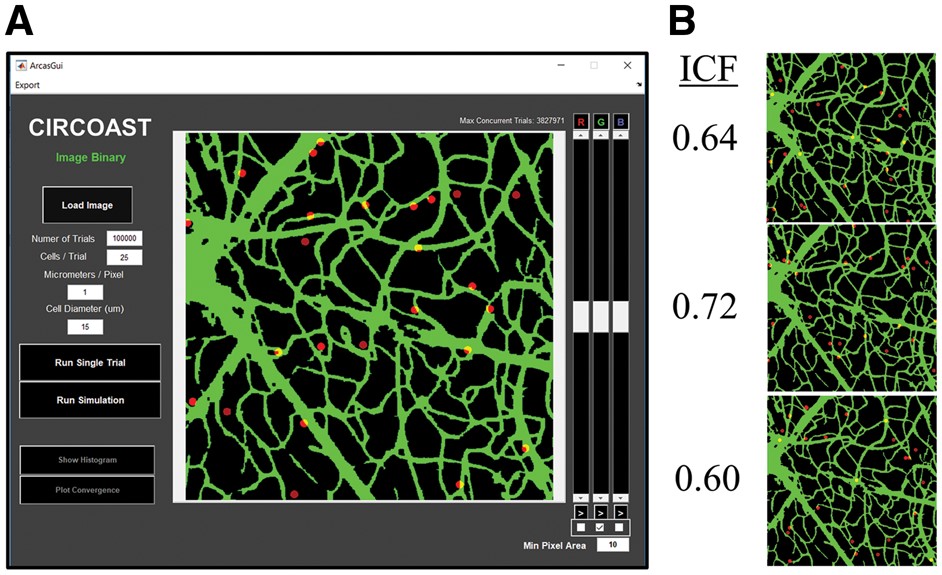 A
ArcasGui
Export
CIRCOAST
Image Binary
Load Image
Numer of Trials 100000
Cells / Trial 25
Micrometers / Pixel
1
Cell Diameter (um)
15
Run Single Trial
Run Simulation
Show Histogram
Plot Convergence
Max Concurrent Trials: 3827971
R G B
> > >
Min Pixel Area 10
B
ICF
0.64
0.72
0.60